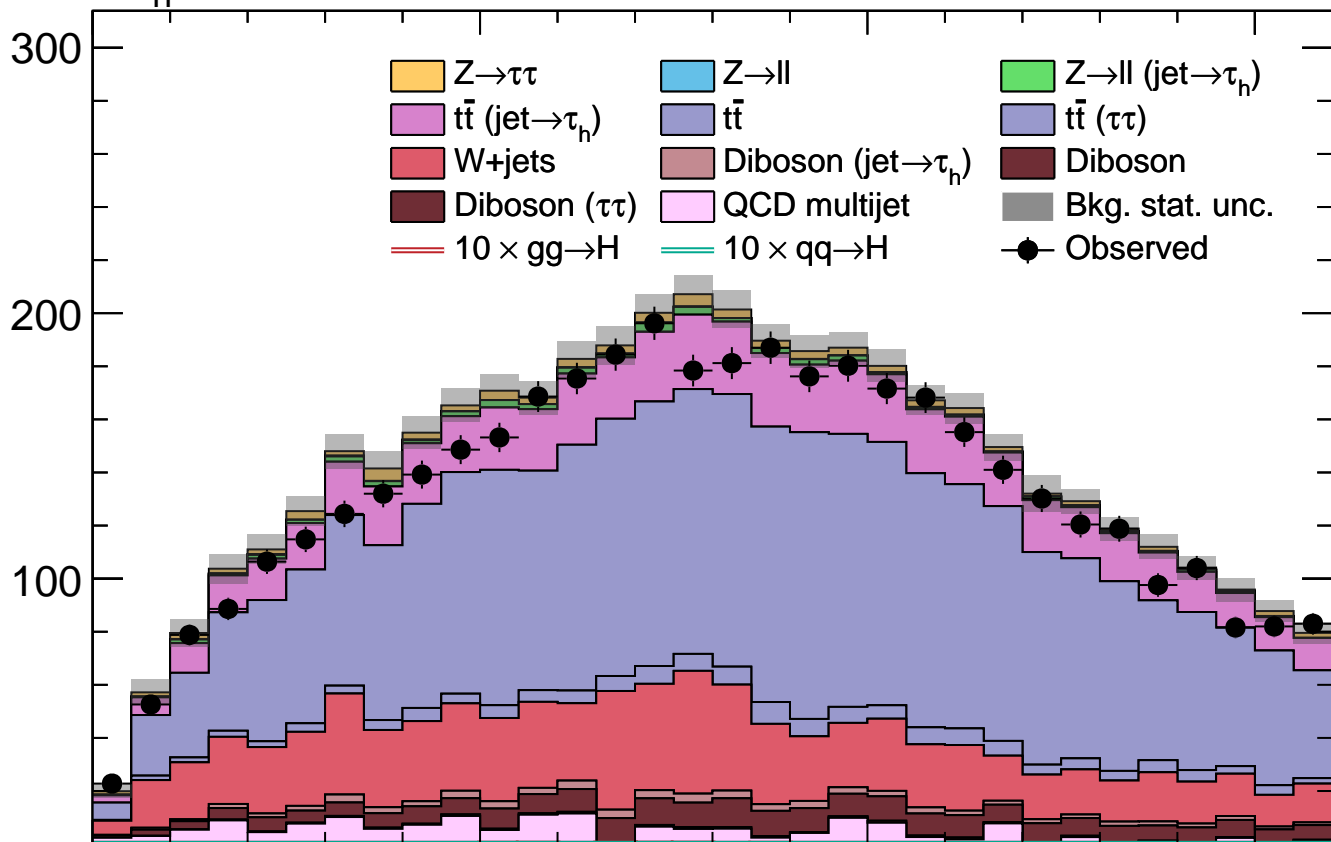 300
Z→ττ Z→ll Z→ll (jet→τh)
tt̄ (jet→τh) tt̄ tt̄ (ττ)
W+jets Diboson (jet→τh) Diboson
Diboson (ττ) QCD multijet Bkg. stat. unc.
10 × gg→H 10 × qq→H Observed
200
100